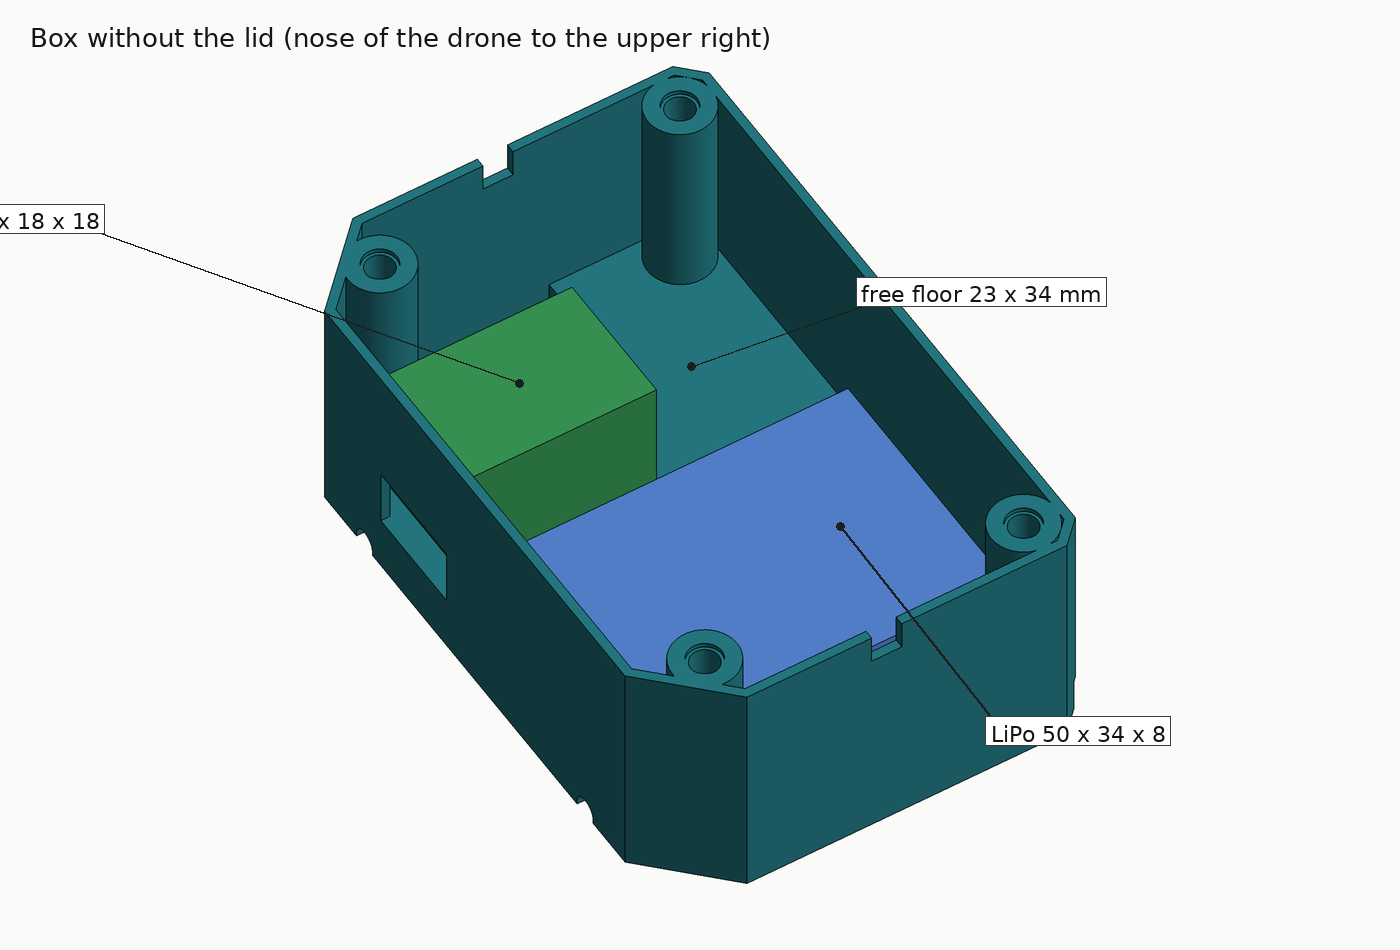 Box without the lid (nose of the drone to the upper right)
x 18 x 18
free floor 23 x 34 mm
LiPo 50 x 34 x 8